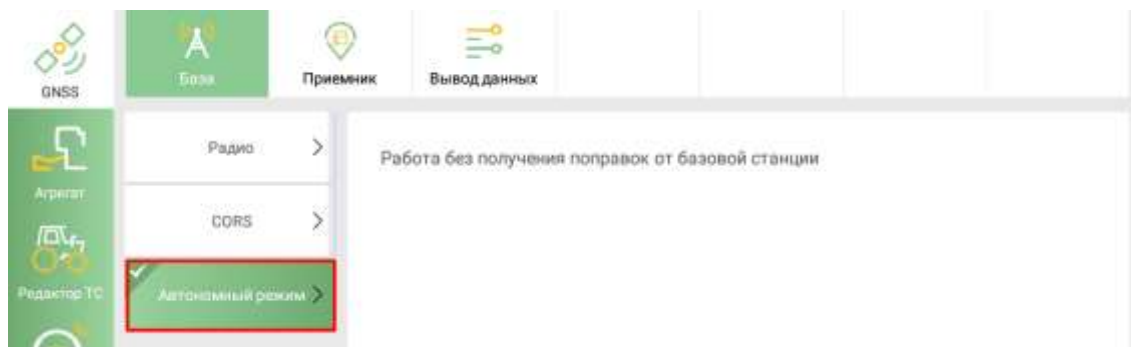 GNSS
База
Приемник
Вывод данных
Агрегат
Редактор ТС
Радио
CORS
Автономный режим
Работа без получения поправок от базовой станции